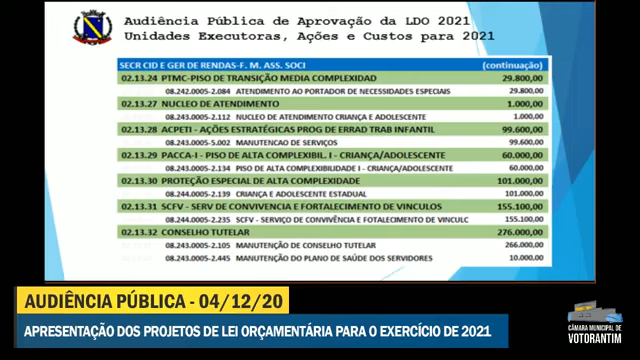 Audiência Pública de Aprovação da LDO 2021
Unidades Executoras, Ações e Custos para 2021
SECR CID E GER DE RENDAS-F. M. ASS. SOCI (continuação)
02.13.24 PTMC-PISO DE TRANSIÇÃO MEDIA COMPLEXIDAD 29.800,00
08.242.0005-2.084 ATENDIMENTO AO PORTADOR DE NECESSIDADES ESPECIAIS 29.800,00
02.13.27 NUCLEO DE ATENDIMENTO 1.000,00
08.243.0005-2.112 NUCLEO DE ATENDIMENTO CRIANÇA E ADOLESCENTE 1.000,00
02.13.28 ACPETI - AÇÕES ESTRATÉGICAS PROG DE ERRAD TRAB INFANTIL 99.600,00
08.243.0005-5.002 MANUTENCAO DE SERVIÇOS 99.600,00
02.13.29 PACCA-I - PISO DE ALTA COMPLEXIBIL. I - CRIANÇA/ADOLESCENTE 60.000,00
08.243.0005-2.134 PISO DE ALTA COMPLEXIBILIDADE I - CRIANÇA/ADOLESCENTE 60.000,00
02.13.30 PROTEÇÃO ESPECIAL DE ALTA COMPLEXIDADE 101.000,00
08.244.0005-2.139 CRIANÇA E ADOLESCENTE ESTADUAL 101.000,00
02.13.31 SCFV - SERV DE CONVIVENCIA E FORTALECIMENTO DE VINCULOS 155.100,00
08.244.0005-2.235 SCFV - SERVIÇO DE CONVIVÊNCIA E FOTALECIMENTO DE VINCULC 155.100,00
02.13.32 CONSELHO TUTELAR 276.000,00
08.243.0005-2.105 MANUTENÇÃO DE CONSELHO TUTELAR 266.000,00
08.243.0005-2.445 MANUTENÇÃO DO PLANO DE SAÚDE DOS SERVIDORES 10.000,00
AUDIÊNCIA PÚBLICA - 04/12/20
APRESENTAÇÃO DOS PROJETOS DE LEI ORÇAMENTÁRIA PARA O EXERCÍCIO DE 2021
CÂMARA MUNICIPAL DE
VOTORANTIM